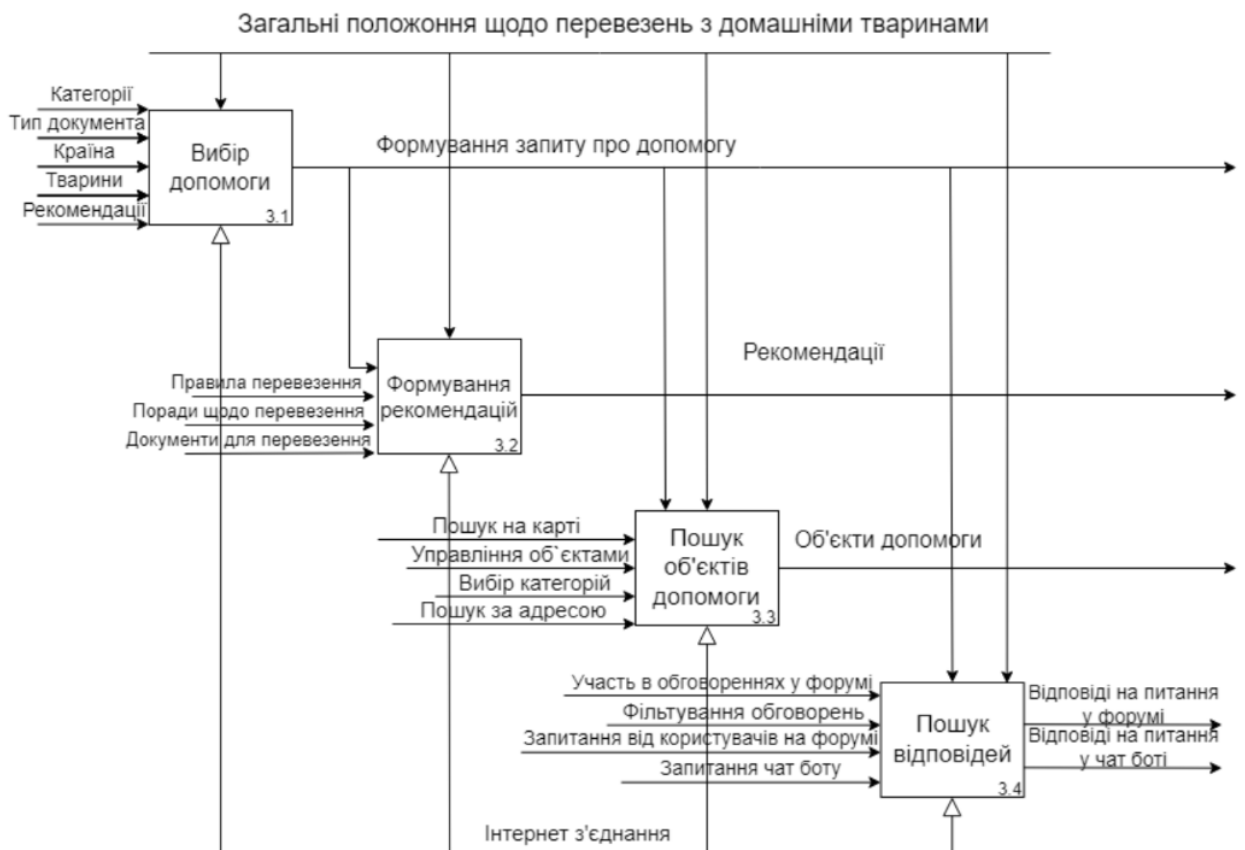 Загальні положоння щодо перевезень з домашніми тваринами
Категорії
Тип документа
Країна
Тварини
Рекомендації
Вибір
допомоги
3.1
Формування запиту про допомогу
Правила перевезення
Поради щодо перевезення
Документи для перевезення
Формування
рекомендацій
3.2
Рекомендації
Пошук на карті
Управління об`єктами
Вибір категорій
Пошук за адресою
Пошук
об'єктів
допомоги
3.3
Об'єкти допомоги
Участь в обговореннях у форумі
Фільтування обговорень
Запитання від користувачів на форумі
Запитання чат боту
Пошук
відповідей
3.4
Відповіді на питання
у форумі
Відповіді на питання
у чат боті
Інтернет з'єднання